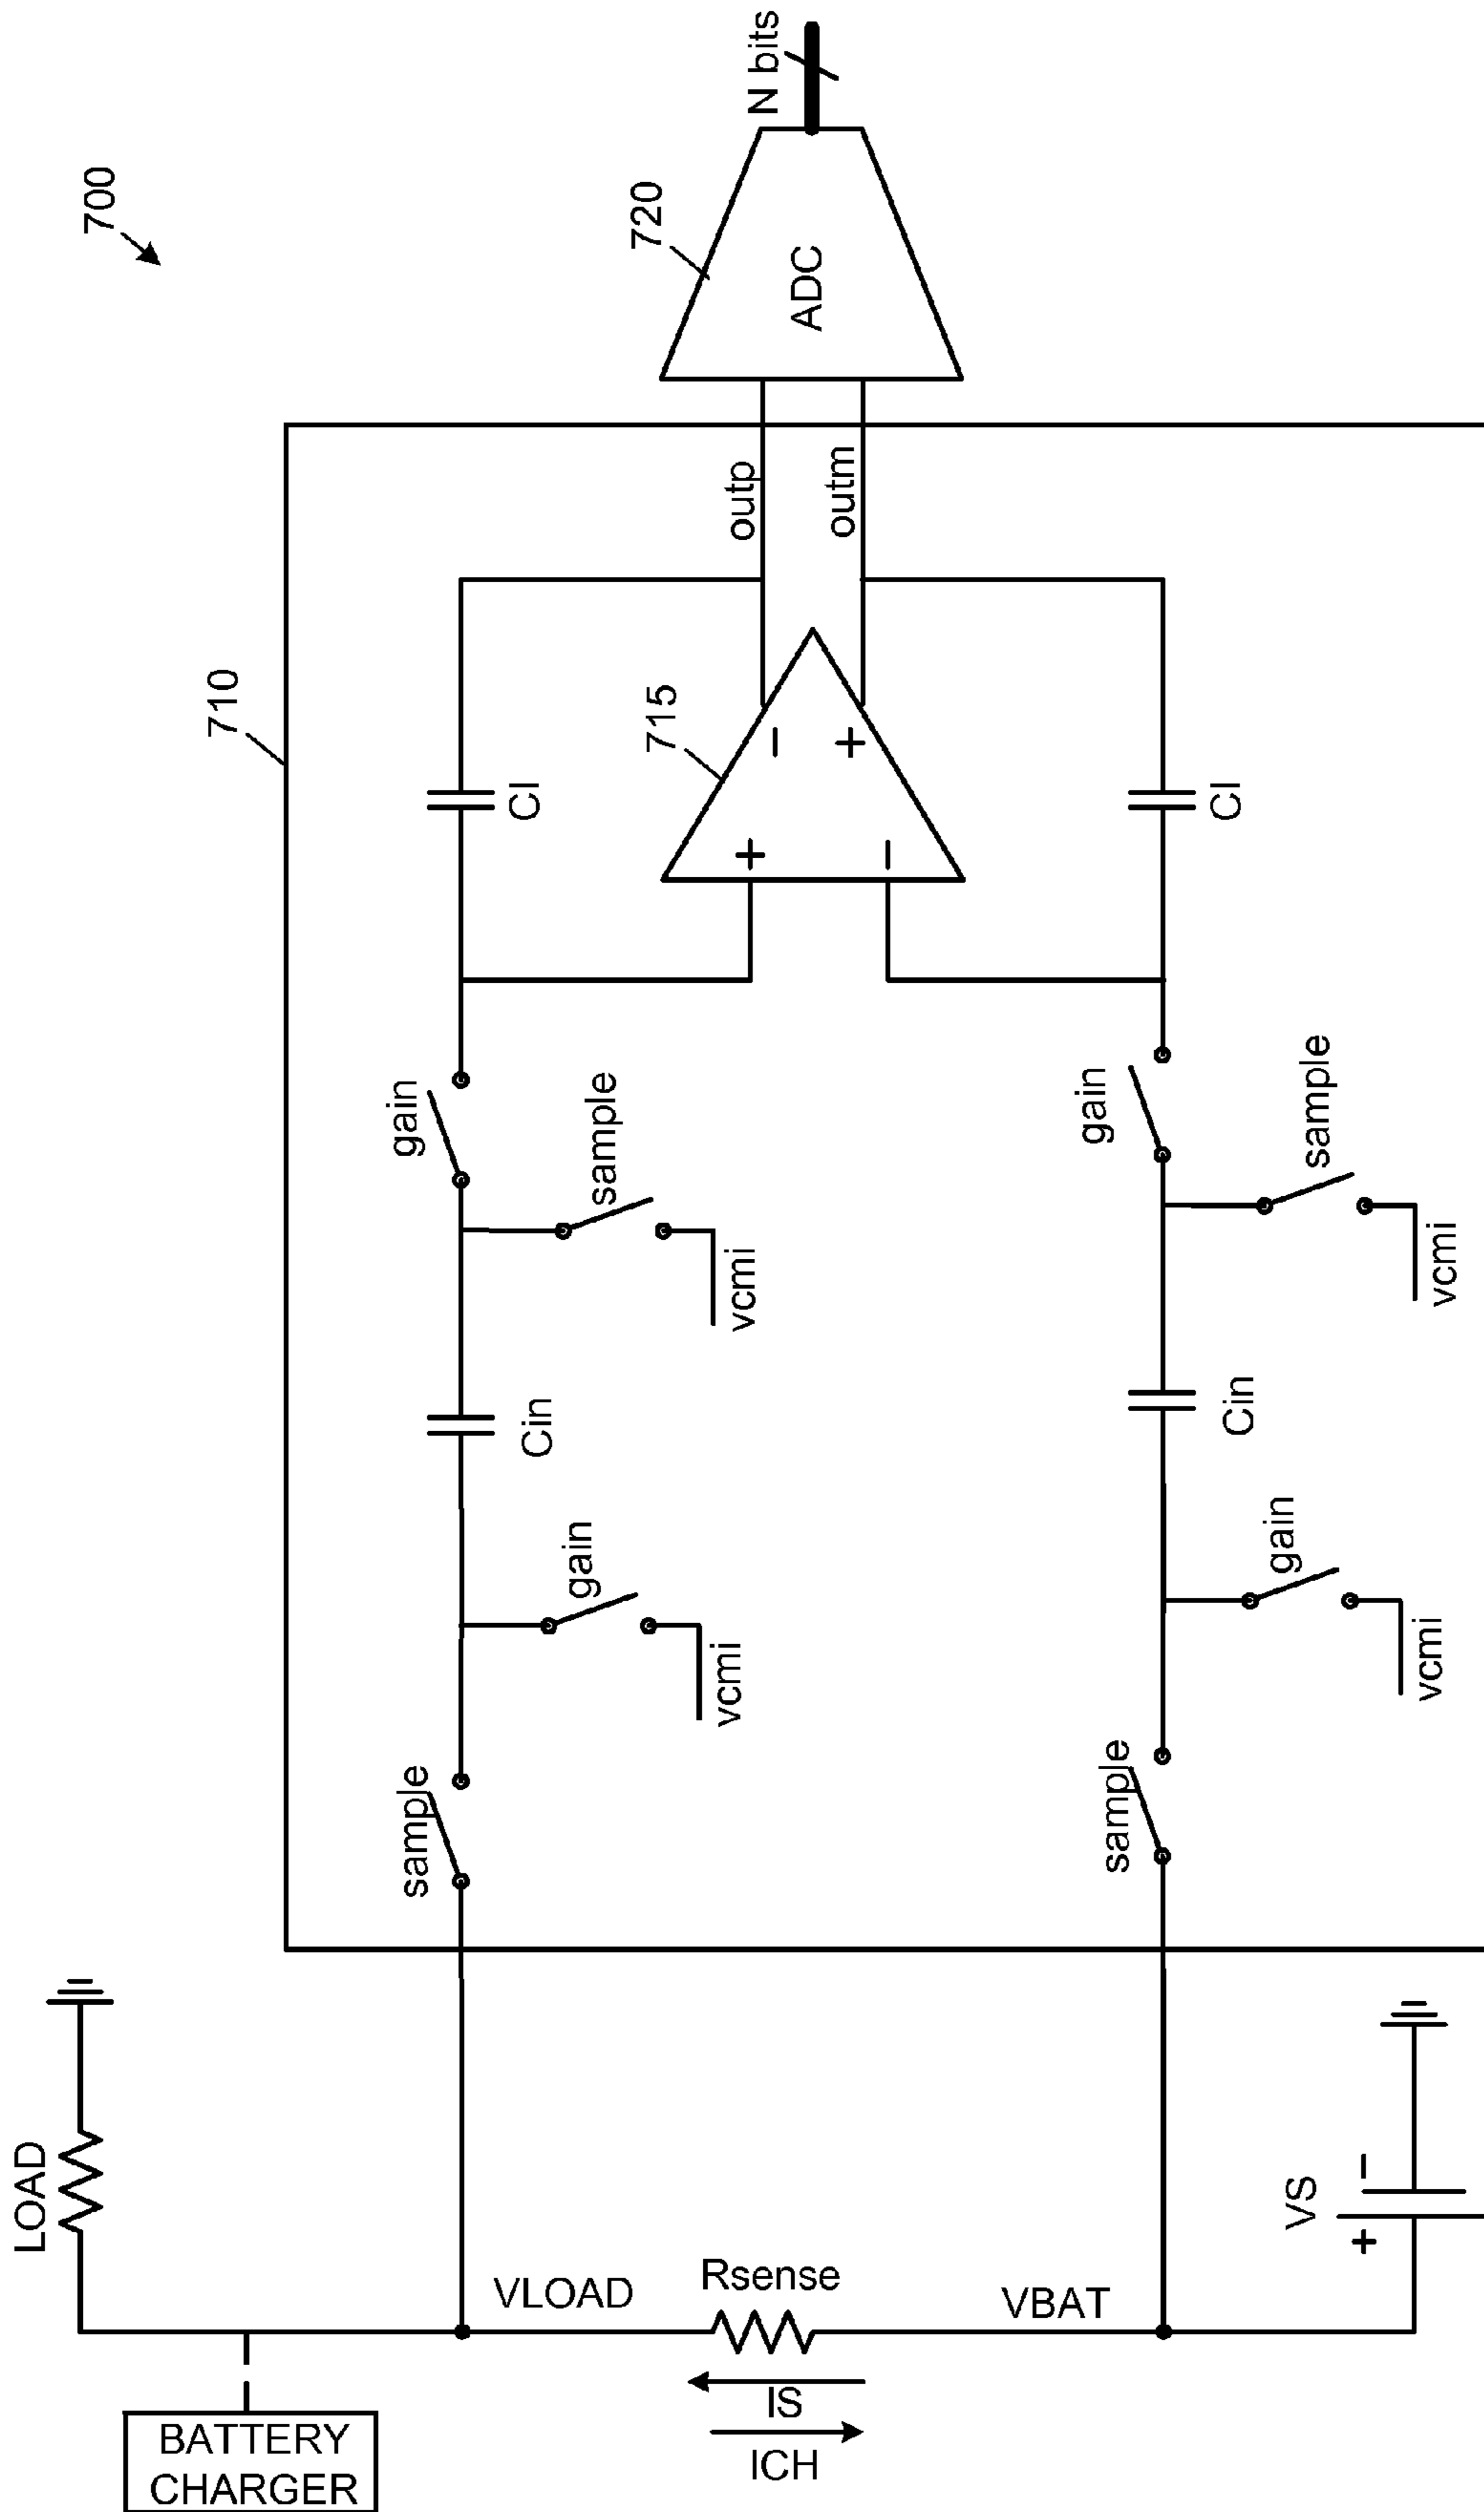 700
710
LOAD
BATTERY
CHARGER
sample
gain
vcmi
Cin
gain
sample
vcmi
CI
715
outp
outm
720
ADC
N bits
VLOAD
Rsense
IS
ICH
VBAT
VS
+
−
+
−
−
+
sample
gain
vcmi
Cin
gain
sample
vcmi
CI